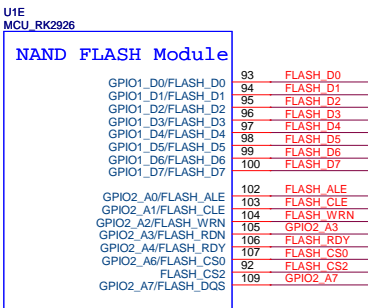 U1E
MCU_RK2926
NAND FLASH Module
GPIO1_D0/FLASH_D0 93 FLASH_D0
GPIO1_D1/FLASH_D1 94 FLASH_D1
GPIO1_D2/FLASH_D2 95 FLASH_D2
GPIO1_D3/FLASH_D3 96 FLASH_D3
GPIO1_D4/FLASH_D4 97 FLASH_D4
GPIO1_D5/FLASH_D5 98 FLASH_D5
GPIO1_D6/FLASH_D6 99 FLASH_D6
GPIO1_D7/FLASH_D7 100 FLASH_D7
GPIO2_A0/FLASH_ALE 102 FLASH_ALE
GPIO2_A1/FLASH_CLE 103 FLASH_CLE
GPIO2_A2/FLASH_WRN 104 FLASH_WRN
GPIO2_A3/FLASH_RDN 105 GPIO2_A3
GPIO2_A4/FLASH_RDY 106 FLASH_RDY
GPIO2_A6/FLASH_CS0 107 FLASH_CS0
FLASH_CS2 92 FLASH_CS2
GPIO2_A7/FLASH_DQS 109 GPIO2_A7